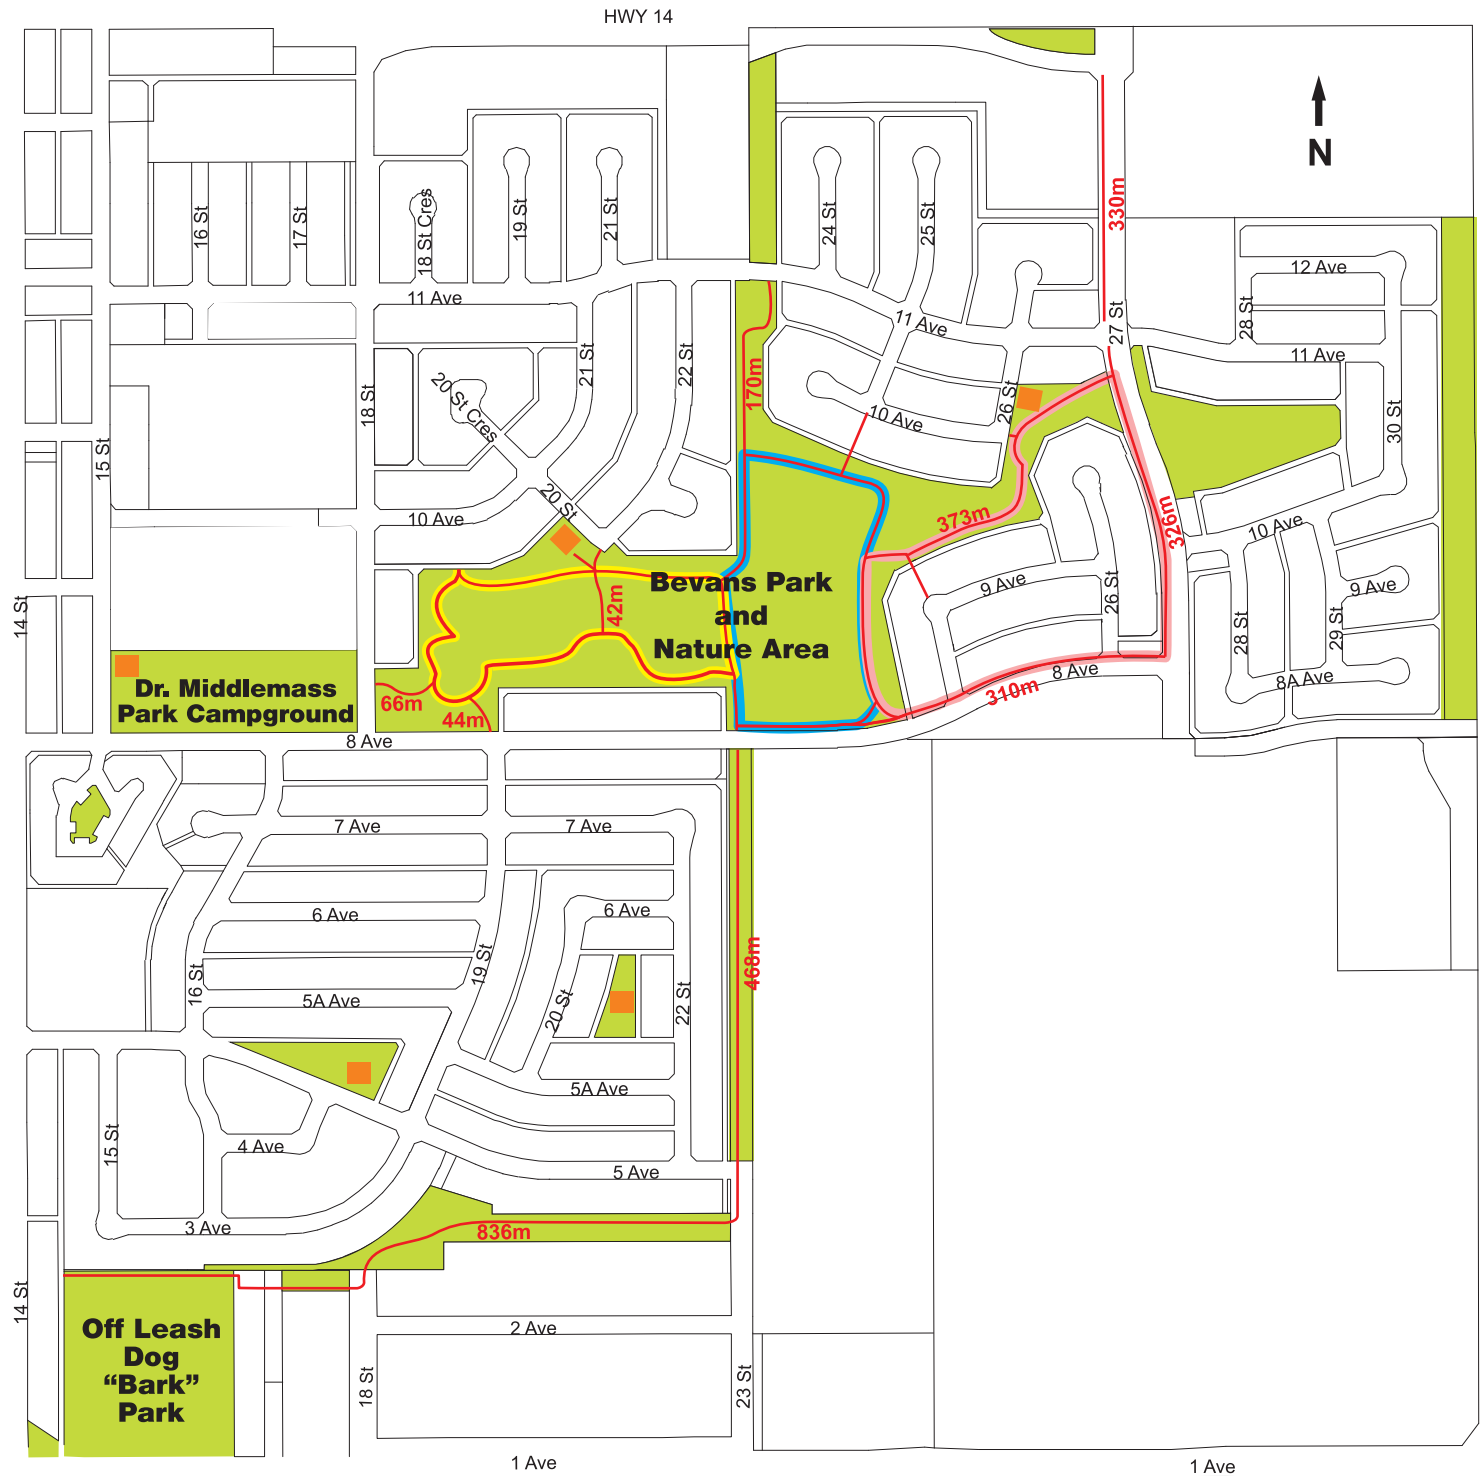 HWY 14
N
16 St
17 St
18 St Cres
19 St
21 St
24 St
25 St
330m
12 Ave
28 St
11 Ave
11 Ave
27 St
11 Ave
18 St
20 St Cres
21 St
22 St
170m
10 Ave
26 St
30 St
15 St
20 St
10 Ave
373m
326m
10 Ave
14 St
42m
Bevans Park
and
Nature Area
9 Ave
26 St
28 St
29 St
9 Ave
8A Ave
8 Ave
310m
Dr. Middlemass
Park Campground
66m
44m
8 Ave
7 Ave
7 Ave
6 Ave
6 Ave
468m
16 St
19 St
5A Ave
20 St
22 St
5A Ave
15 St
4 Ave
5 Ave
3 Ave
836m
14 St
Off Leash
Dog
“Bark”
Park
2 Ave
18 St
23 St
1 Ave
1 Ave